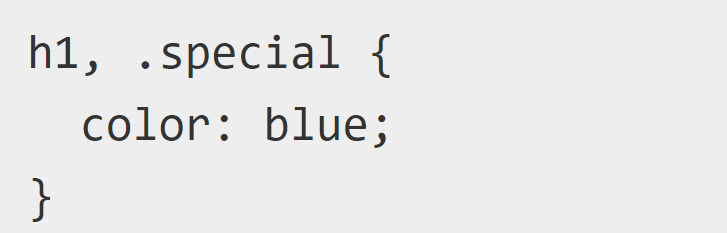 h1, .special {
  color: blue;
}